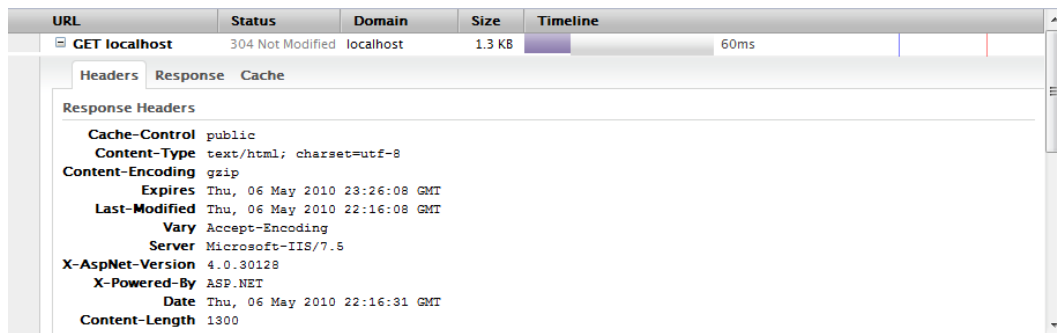 URL Status Domain Size Timeline
GET localhost 304 Not Modified localhost 1.3 KB 60ms
Headers Response Cache
Response Headers
Cache-Control public
Content-Type text/html; charset=utf-8
Content-Encoding gzip
Expires Thu, 06 May 2010 23:26:08 GMT
Last-Modified Thu, 06 May 2010 22:16:08 GMT
Vary Accept-Encoding
Server Microsoft-IIS/7.5
X-AspNet-Version 4.0.30128
X-Powered-By ASP.NET
Date Thu, 06 May 2010 22:16:31 GMT
Content-Length 1300